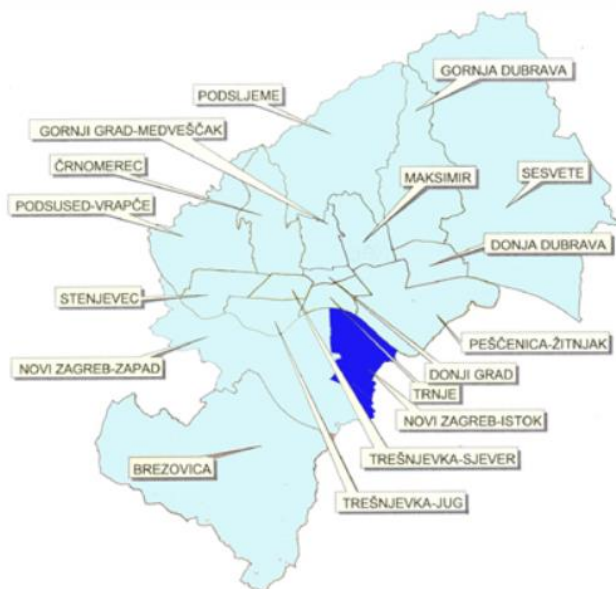 GORNJA DUBRAVA
PODSLJEME
GORNJI GRAD-MEDVEŠČAK
ČRNOMEREC
MAKSIMIR
SESVETE
PODSUSED-VRAPČE
DONJA DUBRAVA
STENJEVEC
PEŠČENICA-ŽITNJAK
NOVI ZAGREB-ZAPAD
DONJI GRAD
TRNJE
NOVI ZAGREB-ISTOK
TREŠNJEVKA-SJEVER
BREZOVICA
TREŠNJEVKA-JUG